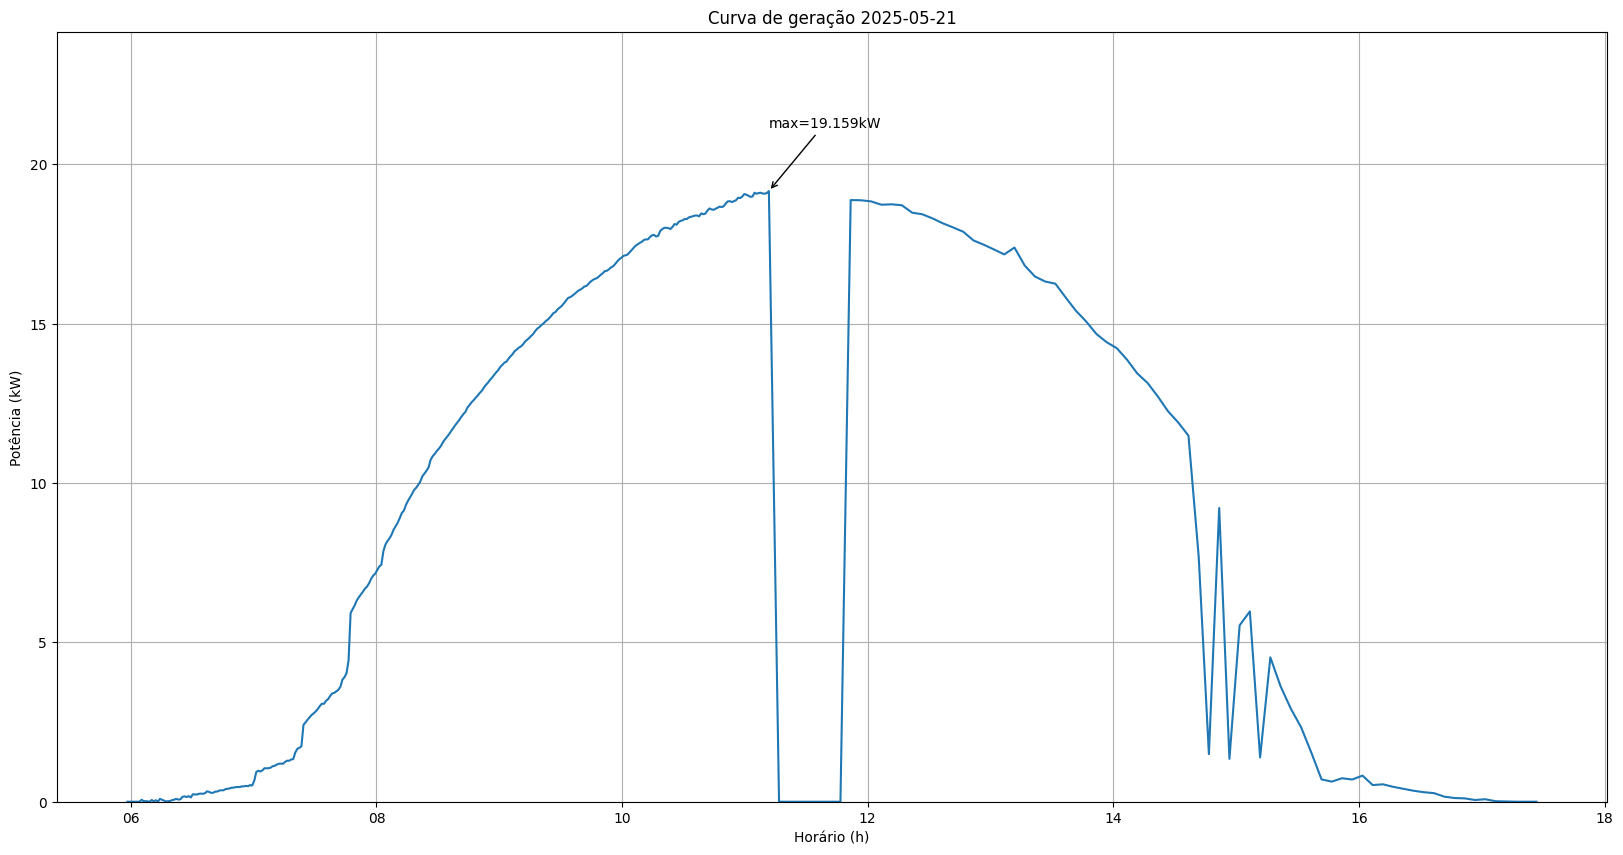 Curva de geração 2025-05-21
max=19.159kW
20
15
10
5
0
Potência (kW)
06 08 10 12 14 16 18
Horário (h)